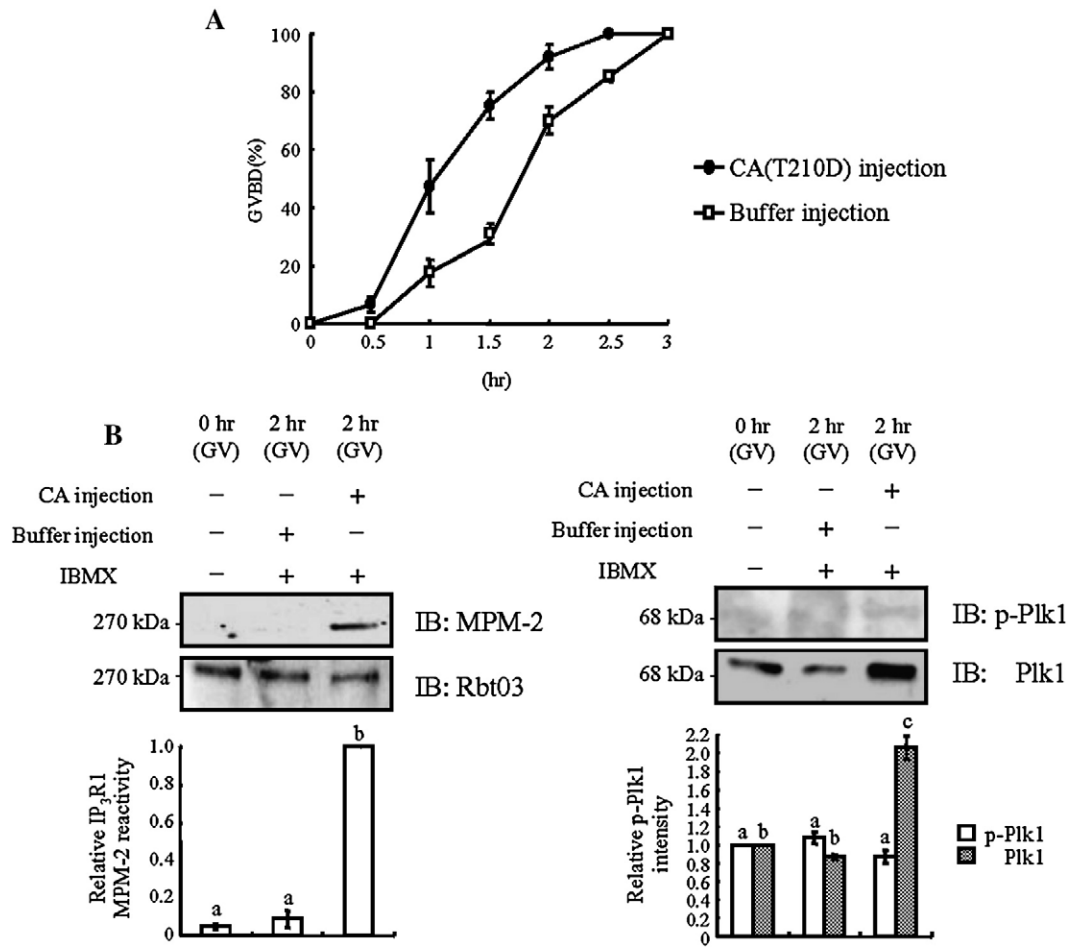 A
GVBD(%)
100
80
60
40
20
0
0 0.5 1 1.5 2 2.5 3
(hr)
CA(T210D) injection
Buffer injection
B
0 hr 2 hr 2 hr
(GV) (GV) (GV)
CA injection – – +
Buffer injection – + –
IBMX – + +
270 kDa IB: MPM-2
270 kDa IB: Rbt03
Relative IP3R1
MPM-2 reactivity
1.0
0.8
0.6
0.4
0.2
0
a a b
0 hr 2 hr 2 hr
(GV) (GV) (GV)
CA injection – – +
Buffer injection – + –
IBMX – + +
68 kDa IB: p-Plk1
68 kDa IB: Plk1
Relative p-Plk1
intensity
2.2
2.0
1.8
1.6
1.4
1.2
1.0
0.8
0.6
0.4
0.2
0
a b a b a c
p-Plk1
Plk1